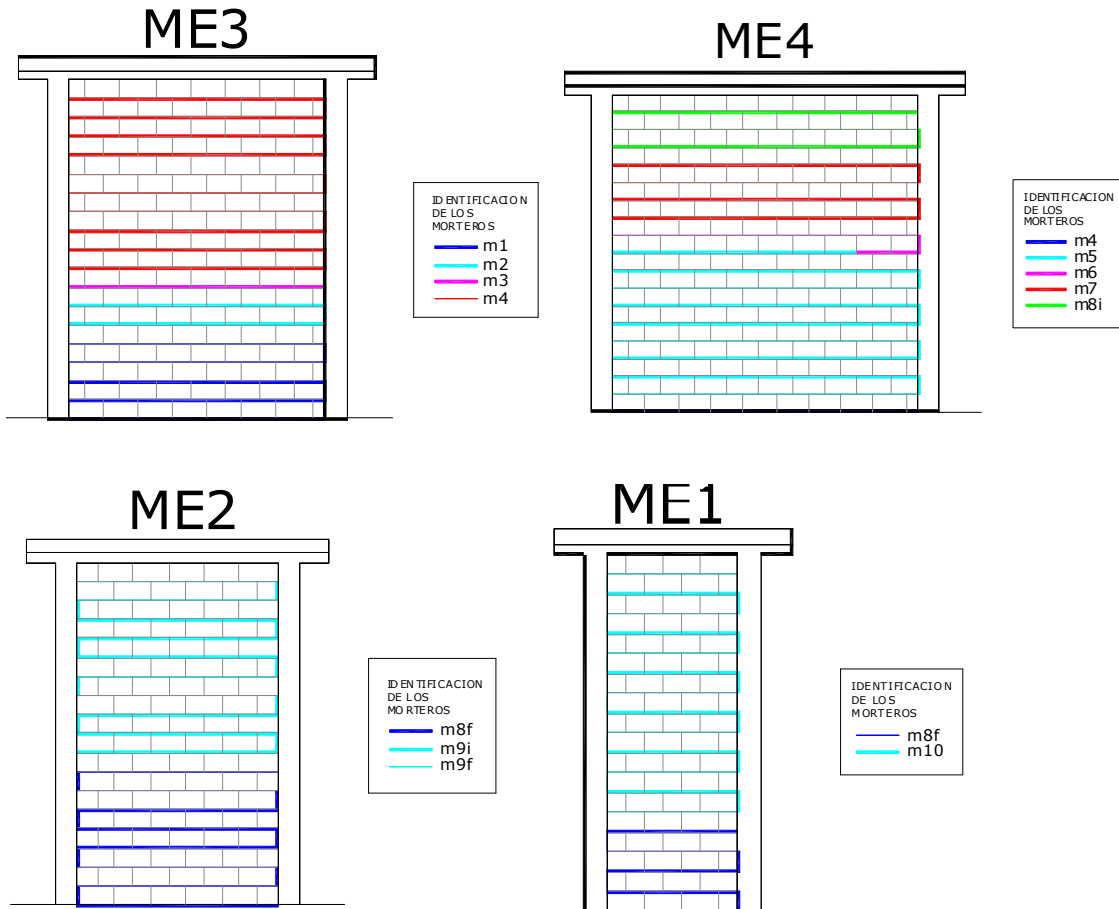 ME3
IDENTIFICACION
DE LOS
MORTEROS
m1
m2
m3
m4
ME4
IDENTIFICACION
DE LOS
MORTEROS
m4
m5
m6
m7
m8i
ME2
IDENTIFICACION
DE LOS
MORTEROS
m8f
m9i
m9f
ME1
IDENTIFICACION
DE LOS
MORTEROS
m8f
m10